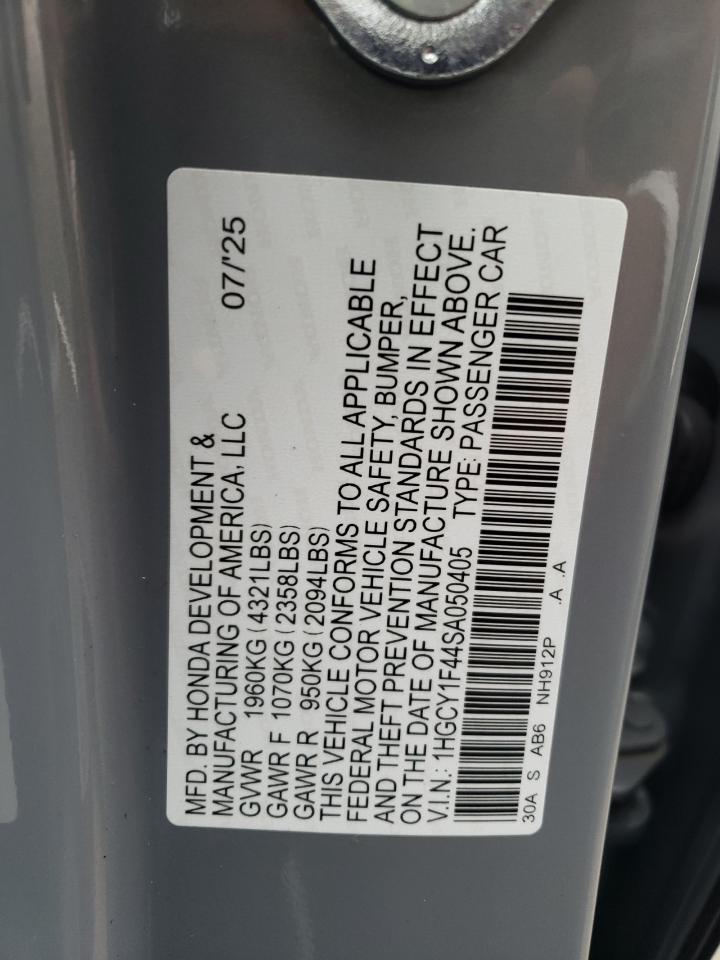 MFD. BY HONDA DEVELOPMENT &
MANUFACTURING OF AMERICA, LLC 07/'25
GVWR 1960KG (4321LBS)
GAWR F 1070KG (2358LBS)
GAWR R 950KG (2094LBS)
THIS VEHICLE CONFORMS TO ALL APPLICABLE
FEDERAL MOTOR VEHICLE SAFETY, BUMPER,
AND THEFT PREVENTION STANDARDS IN EFFECT
ON THE DATE OF MANUFACTURE SHOWN ABOVE.
V.I.N.: 1HGCY1F44SA050405 TYPE: PASSENGER CAR
30A S AB6 NH912P .A .A